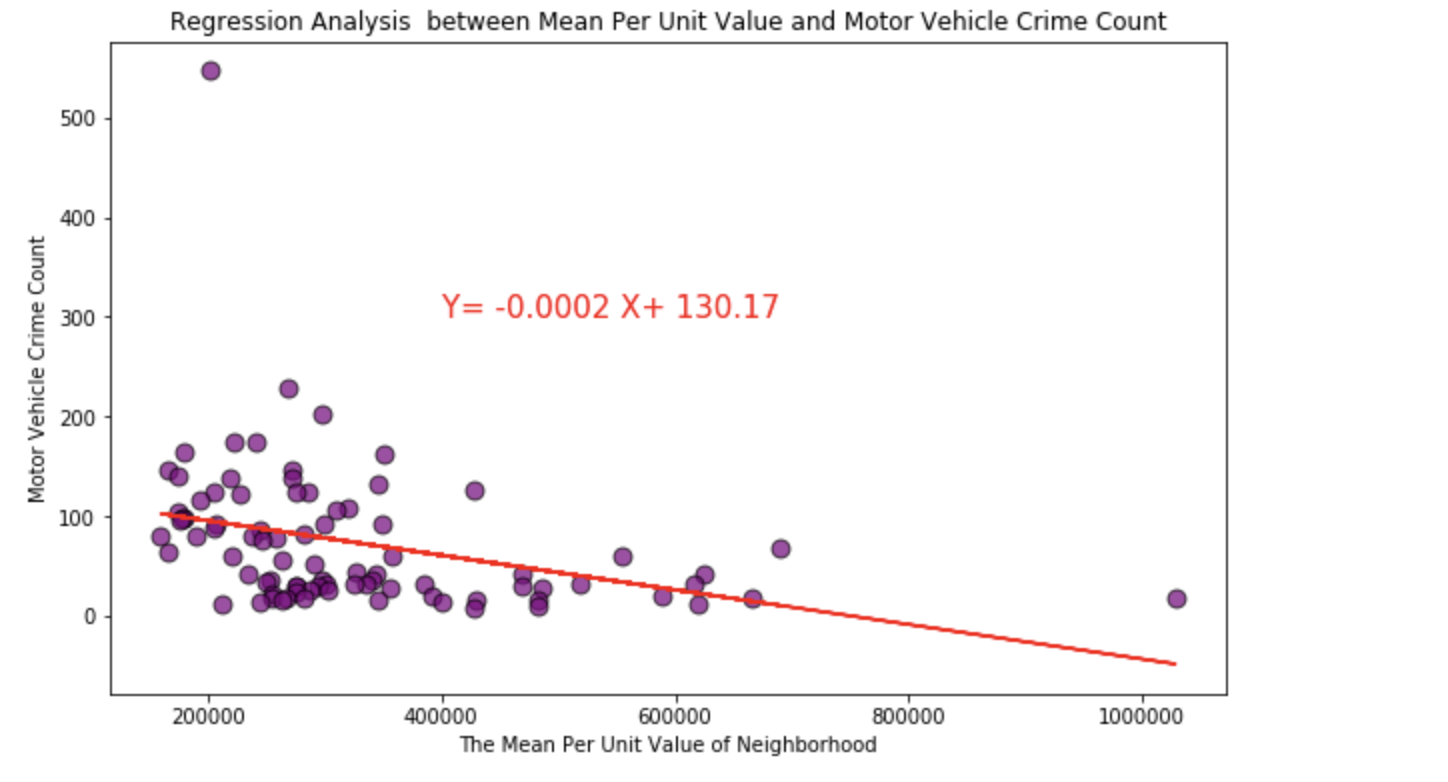 Regression Analysis  between Mean Per Unit Value and Motor Vehicle Crime Count
500
400
300
200
100
0
Motor Vehicle Crime Count
Y= -0.0002 X+ 130.17
200000
400000
600000
800000
1000000
The Mean Per Unit Value of Neighborhood